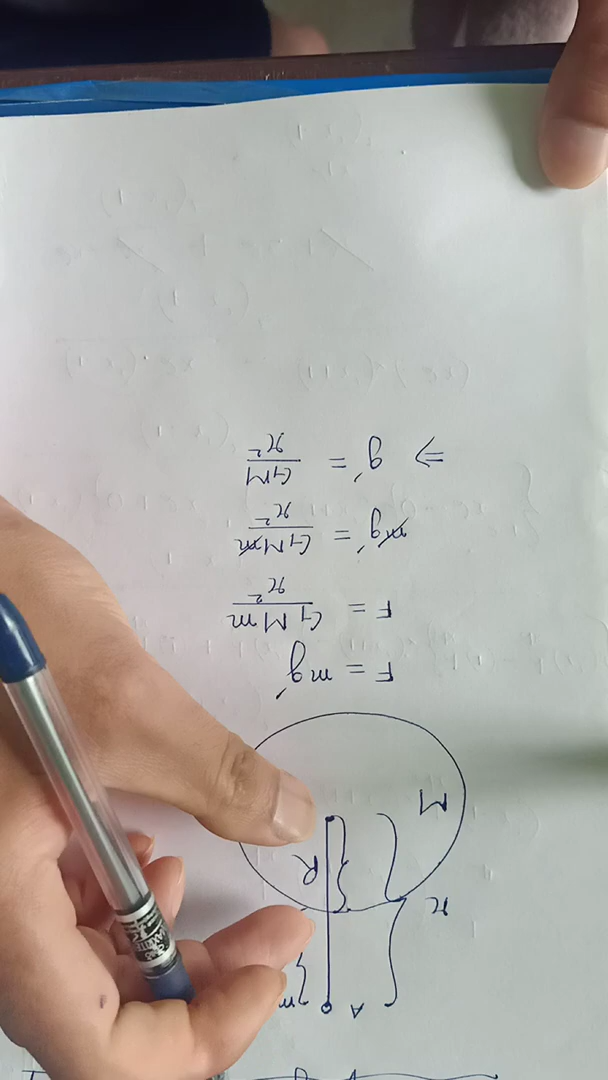 A
m
r
R
M
F = mg'
F = GMm/r²
mg' = GMm/r²
⇒ g' = GM/r²